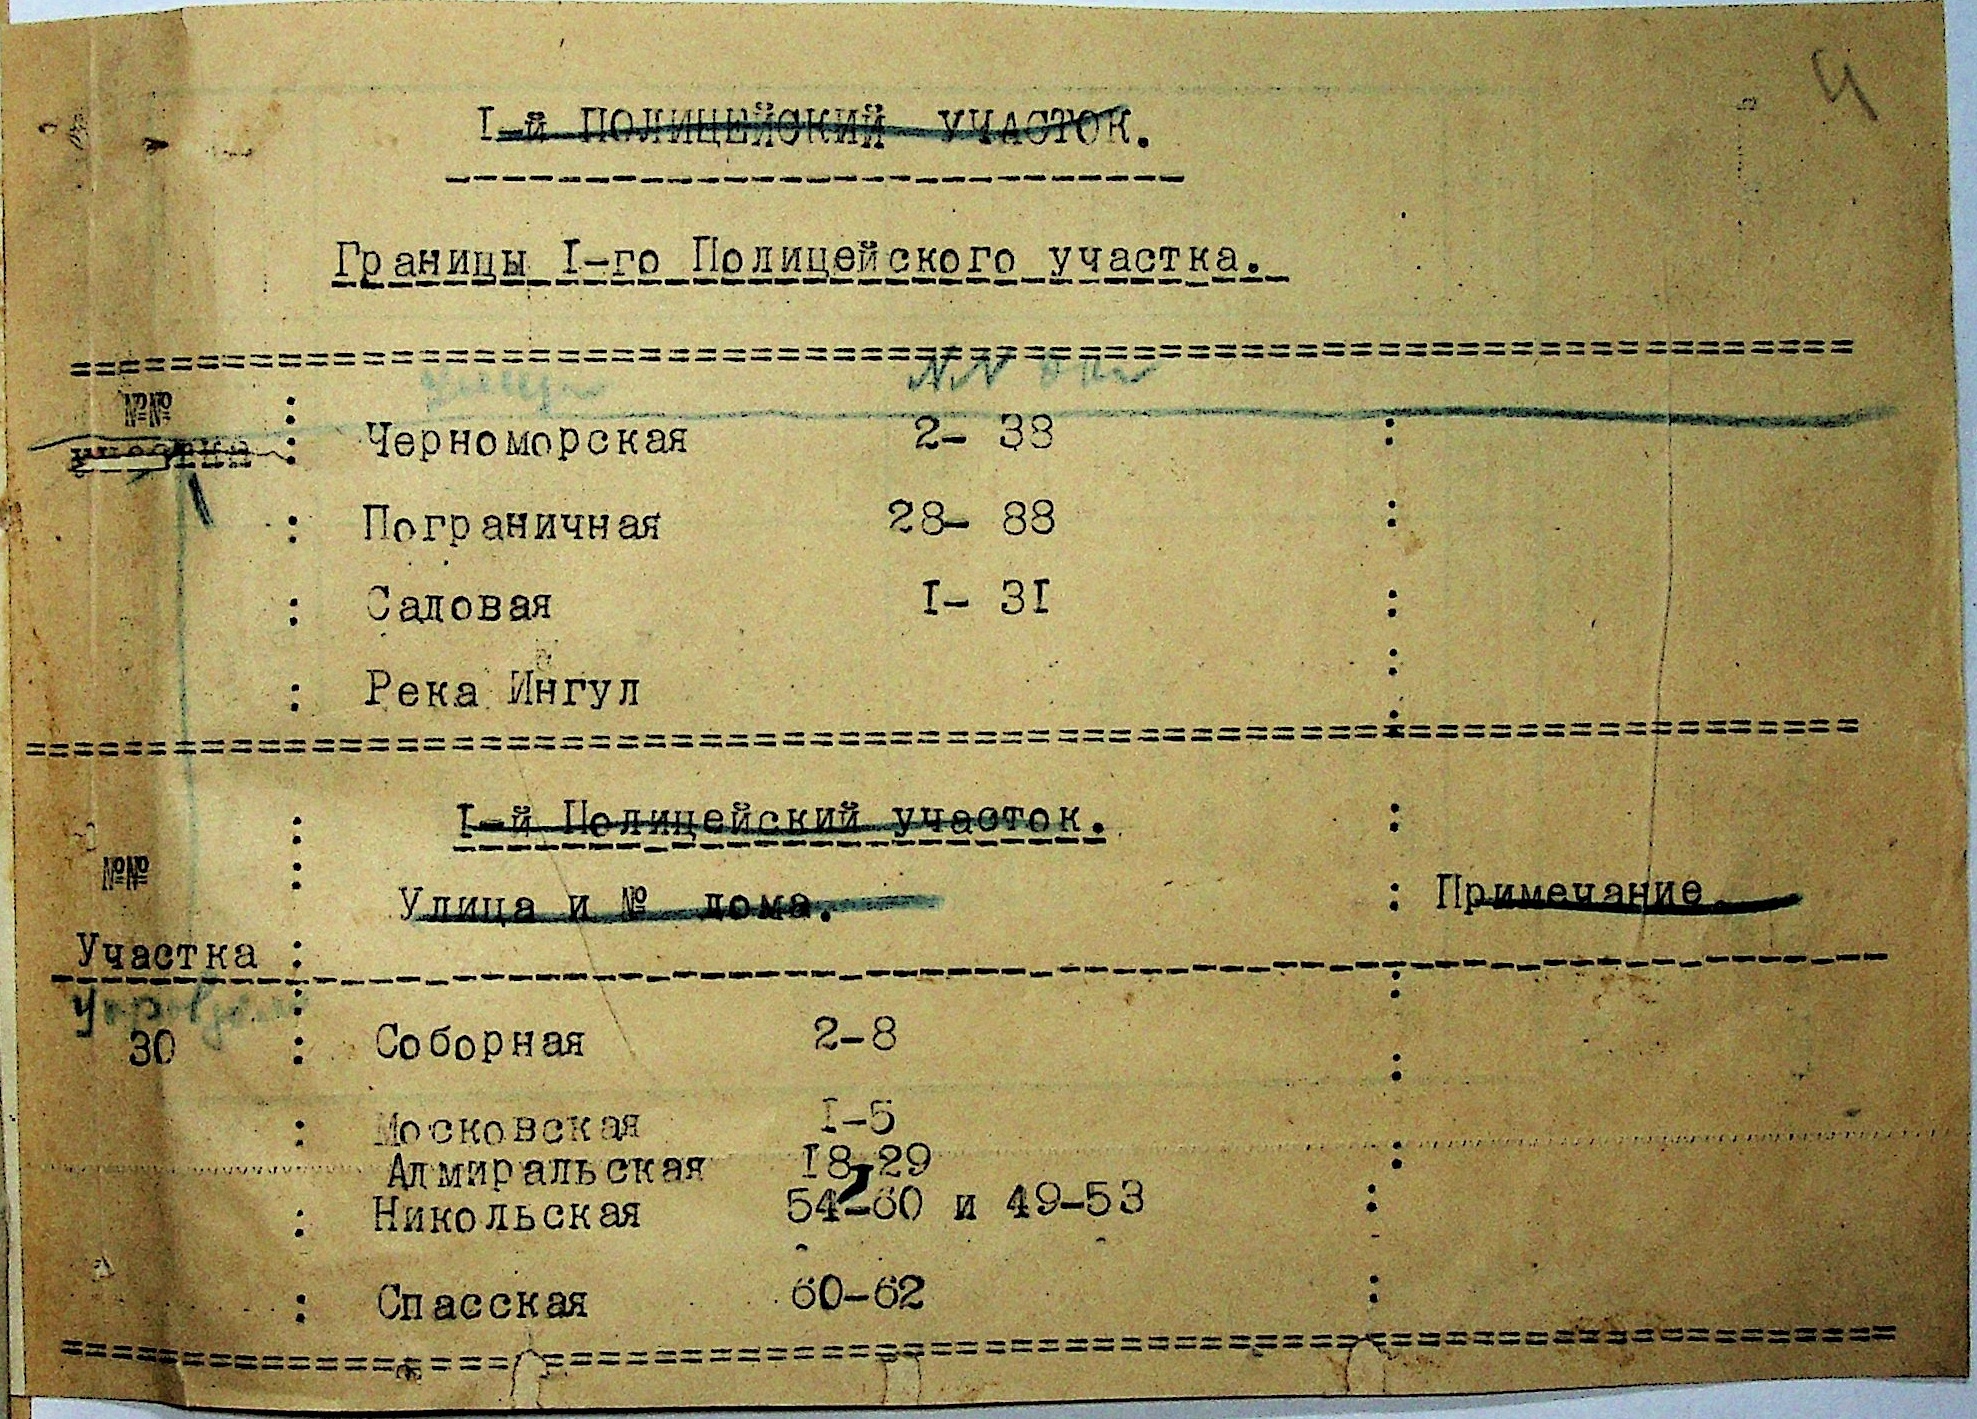 4
I-й ПОЛИЦЕЙСКИЙ УЧАСТОК.
Границы I-го Полицейского участка.
№№ участка : Черноморская 2- 38 :
: Пограничная 28- 88 :
: Садовая I- 3I :
: Река Ингул :
: I-й Полицейский участок. :
№№ : Улица и № дома. : Примечание
Участка :
30 : Соборная 2-8 :
: Московская I-5
Адмиральская I8-29 :
: Никольская 54-60 и 49-53 :
: Спасская 60-62 :